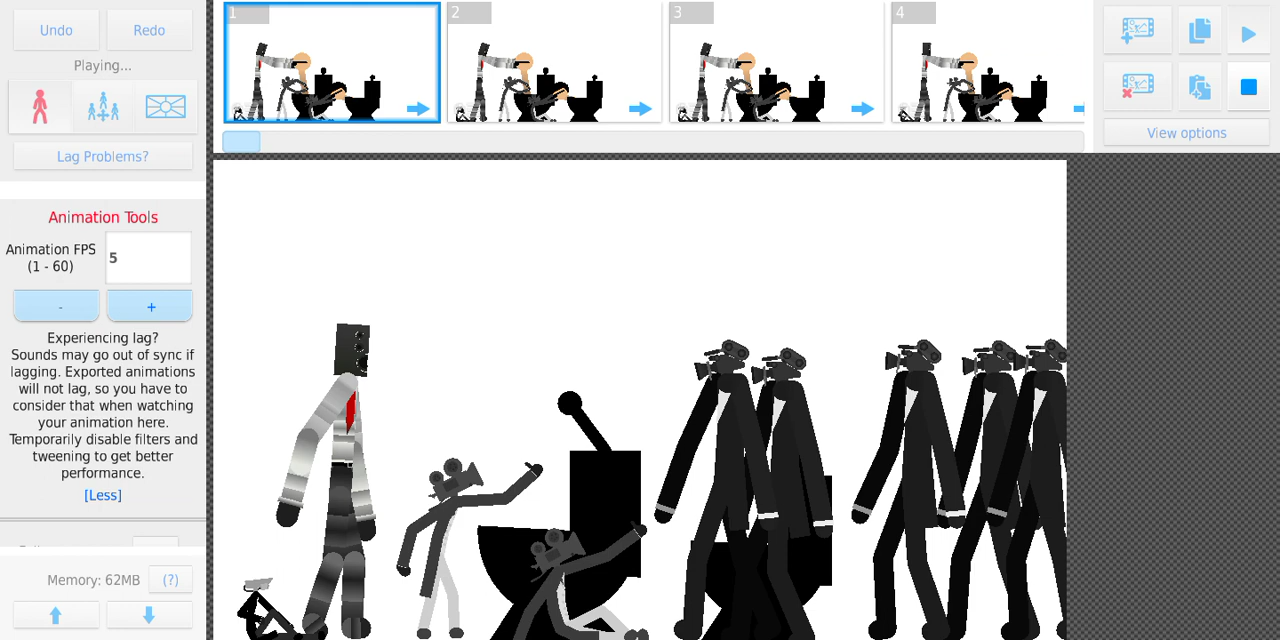 Undo
Redo
Playing...
Lag Problems?
Animation Tools
Animation FPS
(1 - 60)
5
-
+
Experiencing lag?
Sounds may go out of sync if
lagging. Exported animations
will not lag, so you have to
consider that when watching
your animation here.
Temporarily disable filters and
tweening to get better
performance.
[Less]
Memory: 62MB
(?)
1
2
3
4
View options